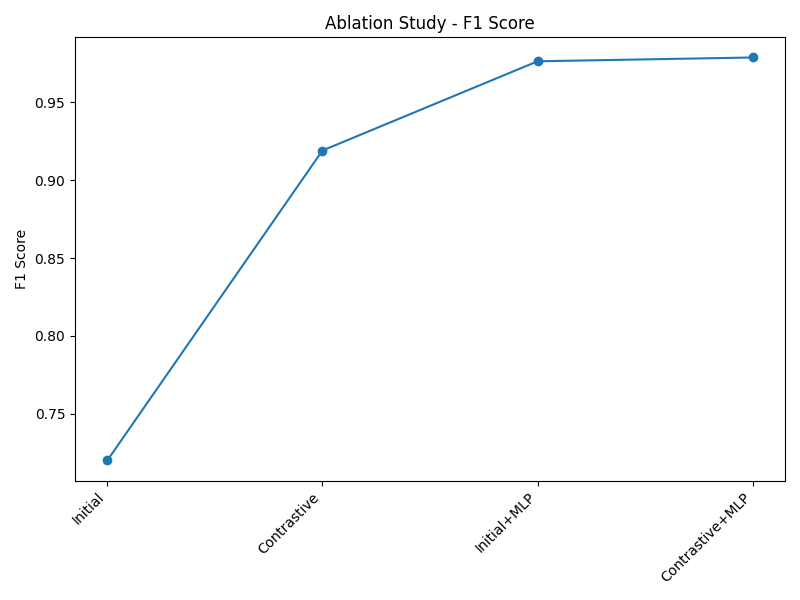 Ablation Study - F1 Score
F1 Score
0.95
0.90
0.85
0.80
0.75
Initial
Contrastive
Initial+MLP
Contrastive+MLP